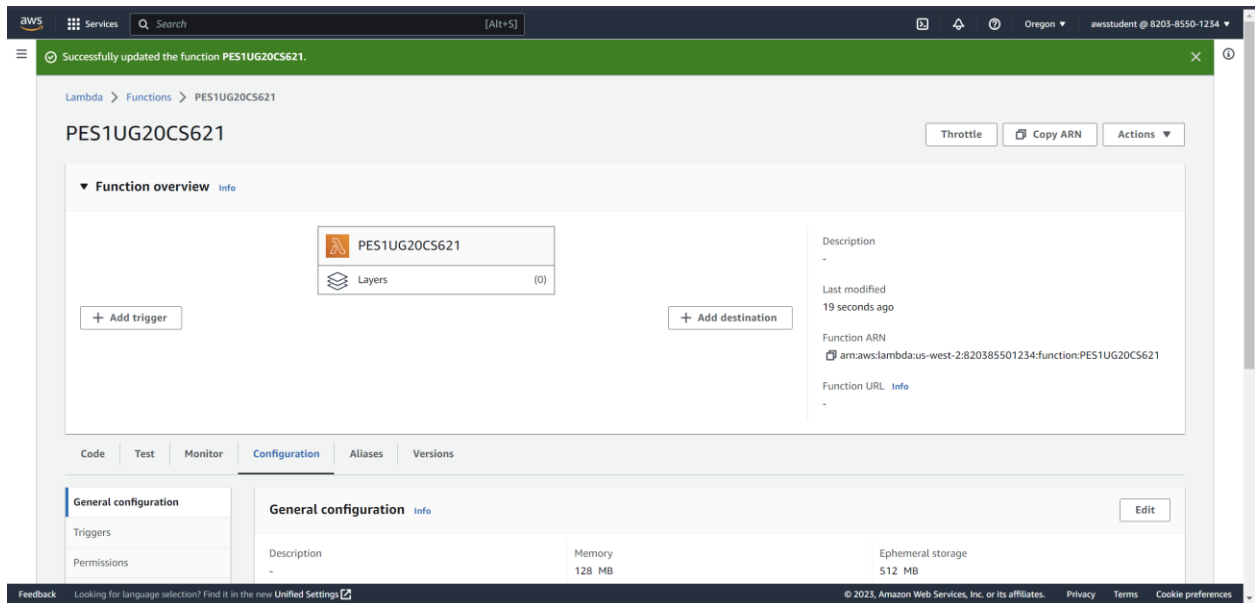 aws Services Search [Alt+S] Oregon ▼ awsstudent @ 8203-8550-1234 ▼
Successfully updated the function PES1UG20CS621.
Lambda > Functions > PES1UG20CS621
PES1UG20CS621
Throttle Copy ARN Actions ▼
▼ Function overview Info
PES1UG20CS621
Layers (0)
+ Add trigger
+ Add destination
Description
-
Last modified
19 seconds ago
Function ARN
arn:aws:lambda:us-west-2:820385501234:function:PES1UG20CS621
Function URL Info
-
Code Test Monitor Configuration Aliases Versions
General configuration
Triggers
Permissions
General configuration Info Edit
Description
-
Memory
128 MB
Ephemeral storage
512 MB
Feedback Looking for language selection? Find it in the new Unified Settings © 2023, Amazon Web Services, Inc. or its affiliates. Privacy Terms Cookie preferences